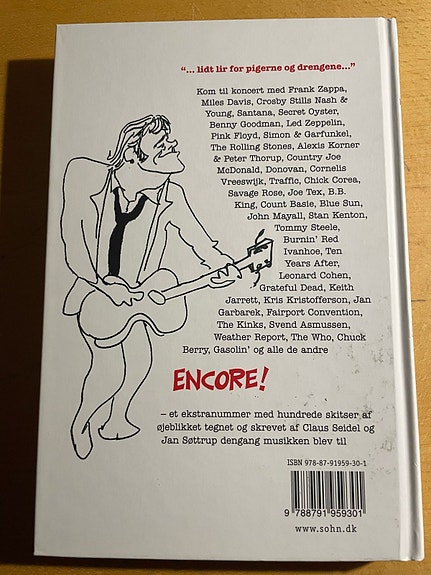 “... lidt lir for pigerne og drengene...”
Kom til koncert med Frank Zappa,
Miles Davis, Crosby Stills Nash &
Young, Santana, Secret Oyster,
Benny Goodman, Led Zeppelin,
Pink Floyd, Simon & Garfunkel,
The Rolling Stones, Alexis Korner
& Peter Thorup, Country Joe
McDonald, Donovan, Cornelis
Vreeswijk, Traffic, Chick Corea,
Savage Rose, Joe Tex, B.B.
King, Count Basie, Blue Sun,
John Mayall, Stan Kenton,
Tommy Steele,
Burnin’ Red
Ivanhoe, Ten
Years After,
Leonard Cohen,
Grateful Dead, Keith
Jarrett, Kris Kristofferson, Jan
Garbarek, Fairport Convention,
The Kinks, Svend Asmussen,
Weather Report, The Who, Chuck
Berry, Gasolin’ og alle de andre
ENCORE!
– et ekstranummer med hundrede skitser af
øjeblikket tegnet og skrevet af Claus Seidel og
Jan Søttrup dengang musikken blev til
ISBN 978-87-91959-30-1
9 788791 959301
www.sohn.dk